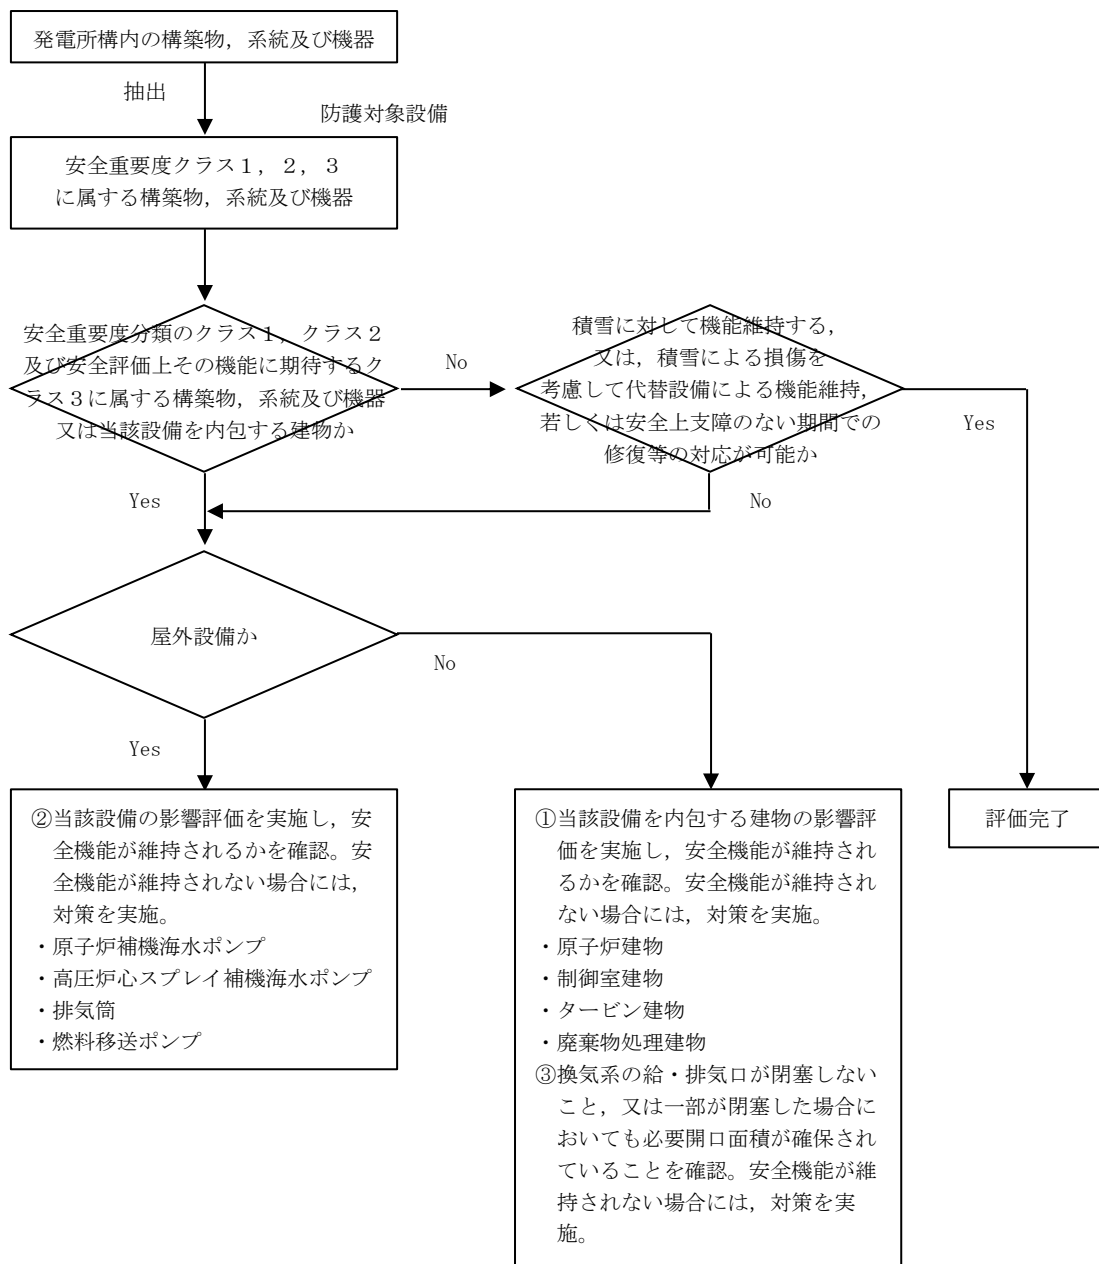 発電所構内の構築物，系統及び機器
抽出
防護対象設備
安全重要度クラス１，２，３
に属する構築物，系統及び機器
安全重要度分類のクラス１，クラス２
及び安全評価上その機能に期待するク
ラス３に属する構築物，系統及び機器
又は当該設備を内包する建物か
No
積雪に対して機能維持する，
又は，積雪による損傷を
考慮して代替設備による機能維持，
若しくは安全上支障のない期間での
修復等の対応が可能か
Yes
Yes
No
屋外設備か
No
Yes
②当該設備の影響評価を実施し，安
全機能が維持されるかを確認。安
全機能が維持されない場合には，
対策を実施。
・原子炉補機海水ポンプ
・高圧炉心スプレイ補機海水ポンプ
・排気筒
・燃料移送ポンプ
①当該設備を内包する建物の影響評
価を実施し，安全機能が維持され
るかを確認。安全機能が維持され
ない場合には，対策を実施。
・原子炉建物
・制御室建物
・タービン建物
・廃棄物処理建物
③換気系の給・排気口が閉塞しない
こと，又は一部が閉塞した場合に
おいても必要開口面積が確保され
ていることを確認。安全機能が維
持されない場合には，対策を実
施。
評価完了